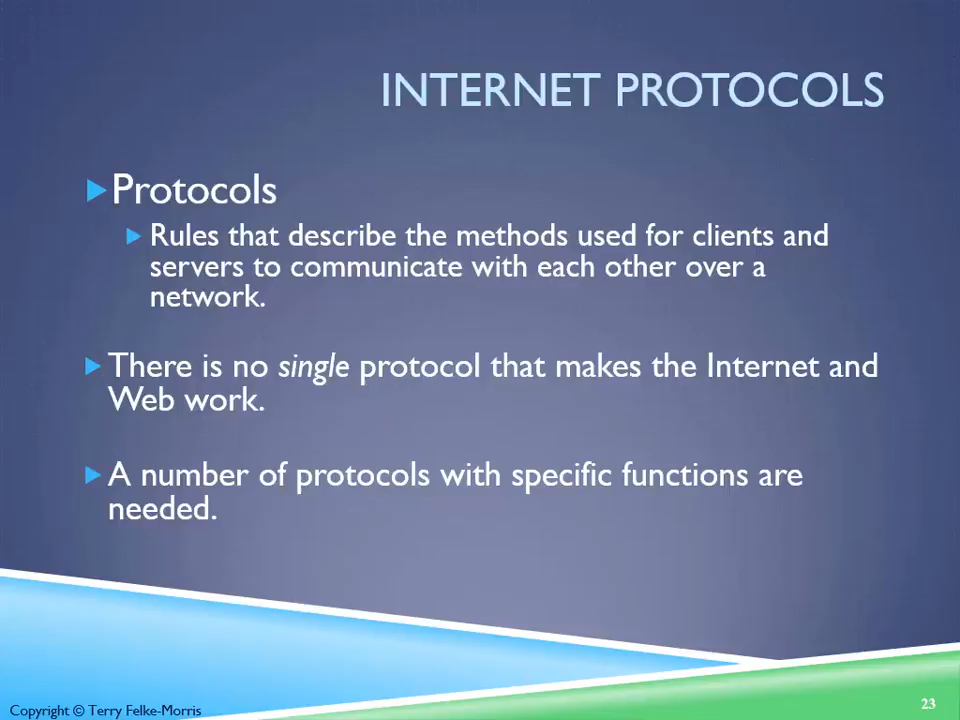 INTERNET PROTOCOLS
Protocols
Rules that describe the methods used for clients and
servers to communicate with each other over a
network.
There is no single protocol that makes the Internet and
Web work.
A number of protocols with specific functions are
needed.
Copyright © Terry Felke-Morris
23